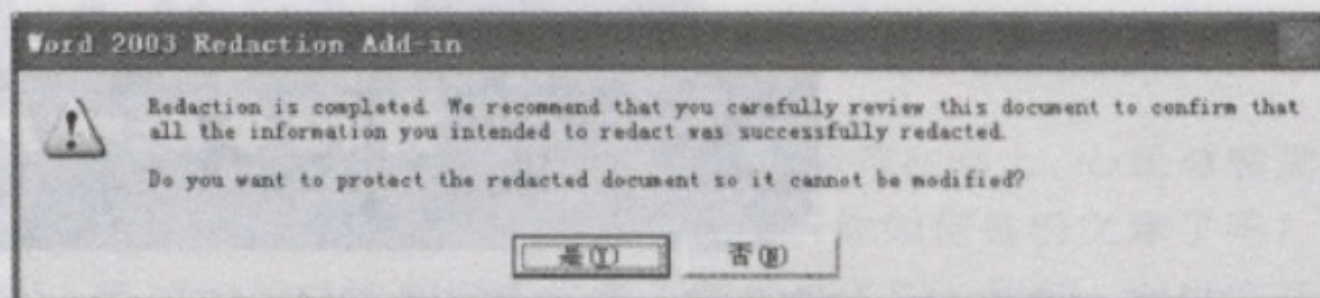 Word 2003 Redaction Add-in
Redaction is completed. We recommend that you carefully review this document to confirm that
all the information you intended to redact was successfully redacted.
Do you want to protect the redacted document so it cannot be modified?
是(Y) 否(N)